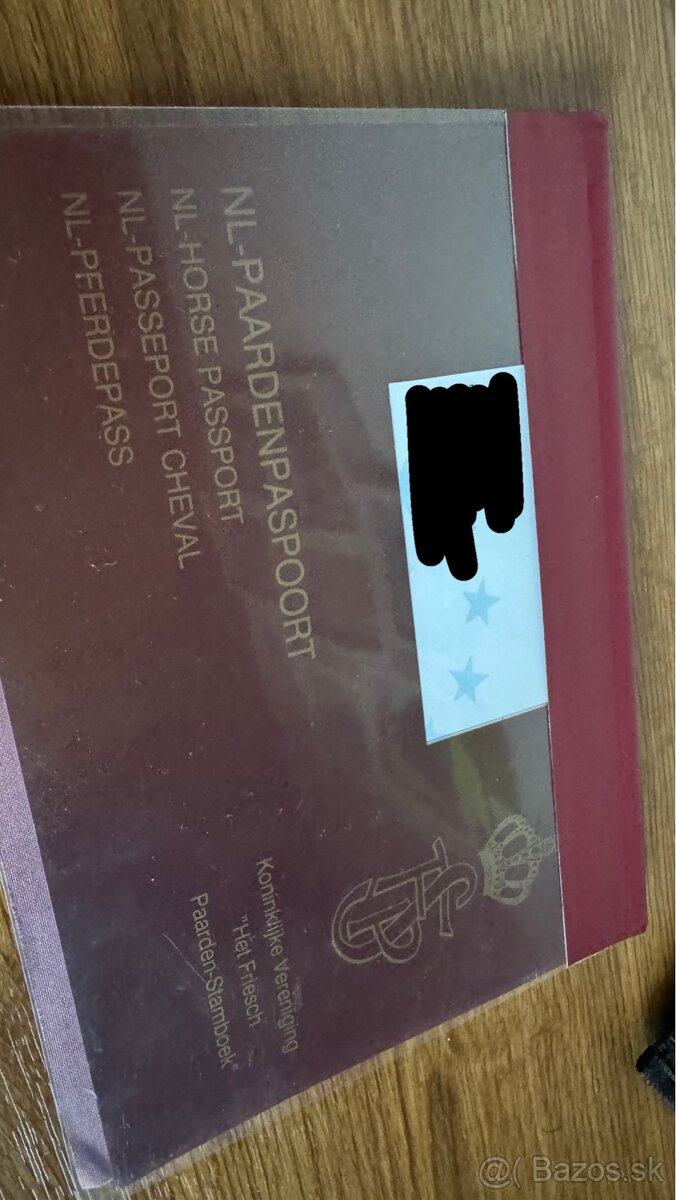 NL-PAARDENPASPOORT
NL-HORSE PASSPORT
NL-PASSEPORT CHEVAL
NL-PFERDEPASS
Koninklijke Vereniging
"Het Friesch
Paarden-Stamboek"
@( Bazos.sk